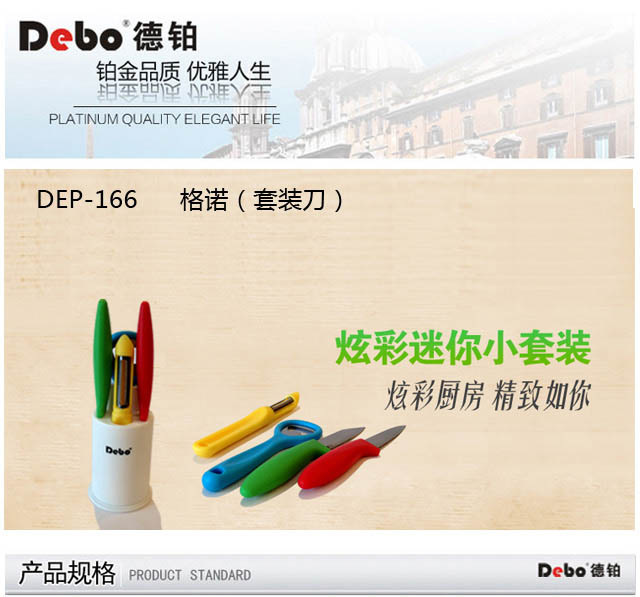 Debo® 德铂
铂金品质 优雅人生
PLATINUM QUALITY ELEGANT LIFE
DEP-166 格诺（套装刀）
炫彩迷你小套装
炫彩厨房 精致如你
Debo
产品规格 PRODUCT STANDARD Debo® 德铂